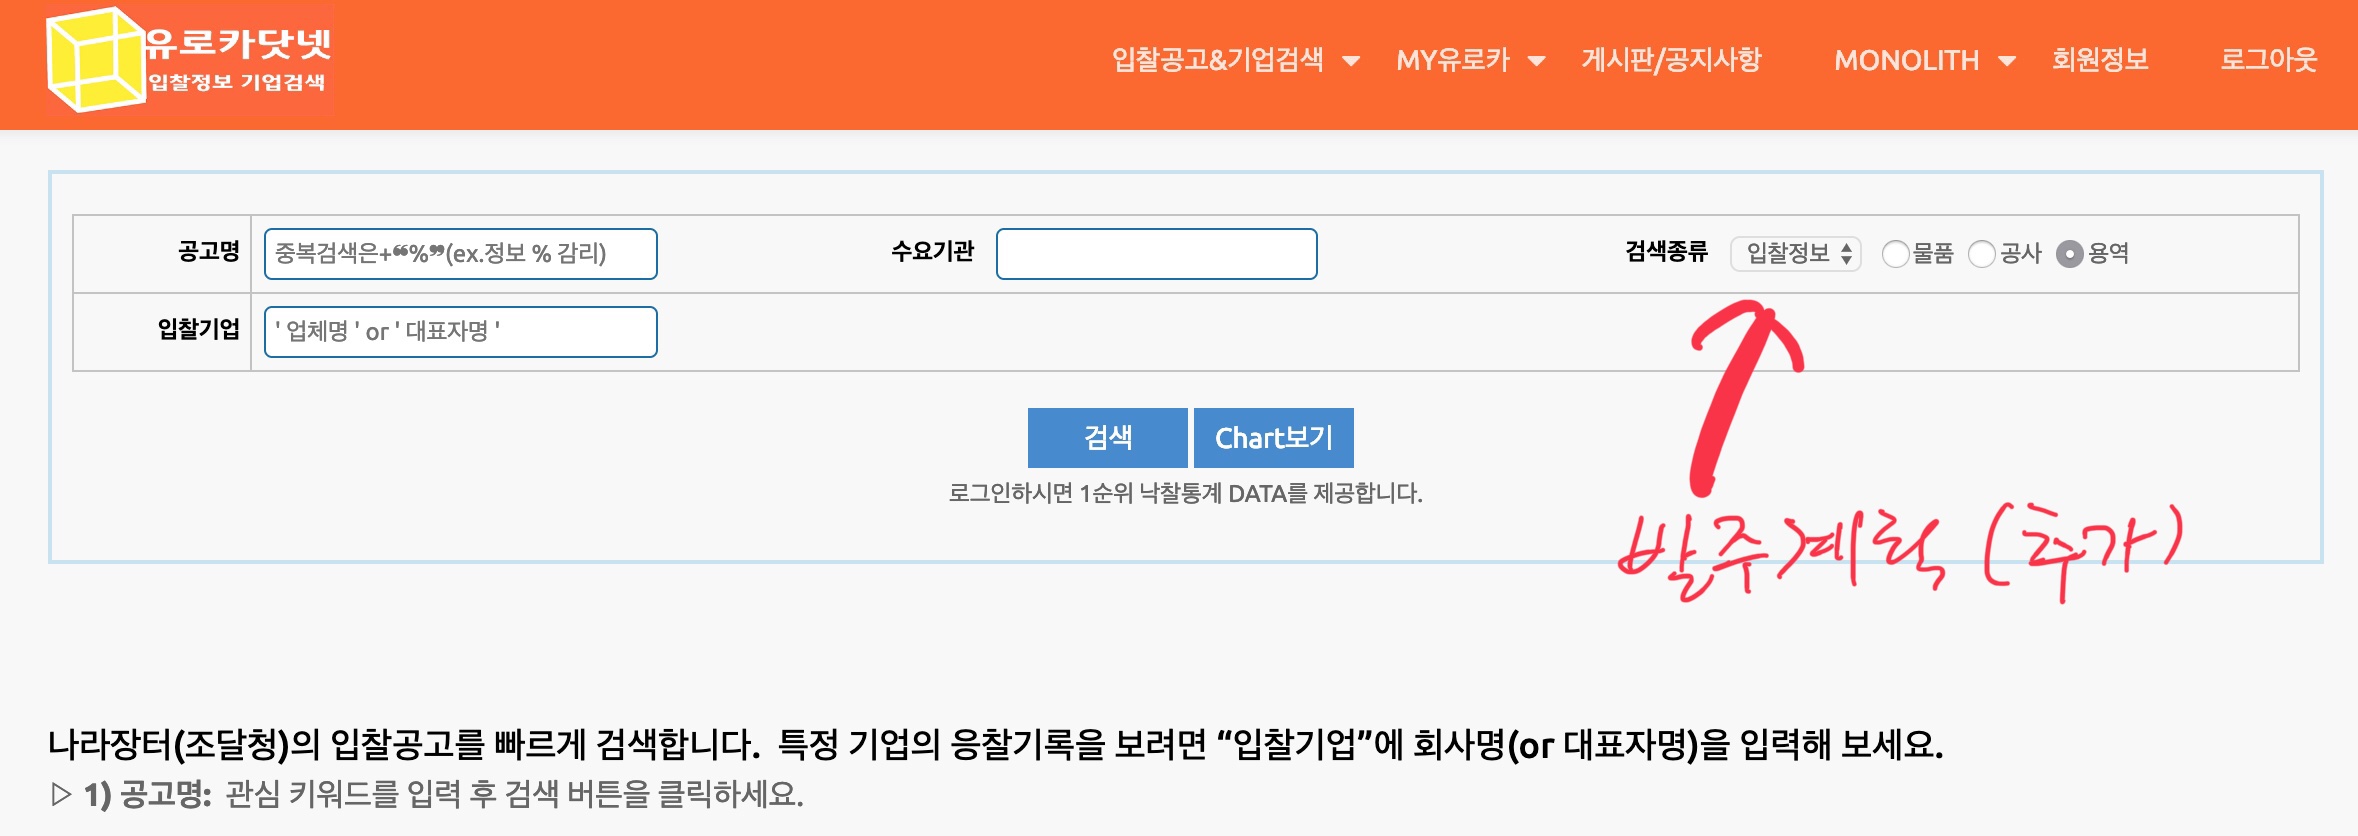 유로카닷넷
입찰정보 기업검색
입찰공고&기업검색 MY유로카 게시판/공지사항 MONOLITH 회원정보 로그아웃
공고명 중복검색은+❝%❞(ex.정보 % 감리) 수요기관 검색종류 입찰정보 물품 공사 용역
입찰기업 ' 업체명 ' or ' 대표자명 '
검색 Chart보기
로그인하시면 1순위 낙찰통계 DATA를 제공합니다.
발주계획 (추가)
나라장터(조달청)의 입찰공고를 빠르게 검색합니다. 특정 기업의 응찰기록을 보려면 “입찰기업”에 회사명(or 대표자명)을 입력해 보세요.
▷ 1) 공고명: 관심 키워드를 입력 후 검색 버튼을 클릭하세요.